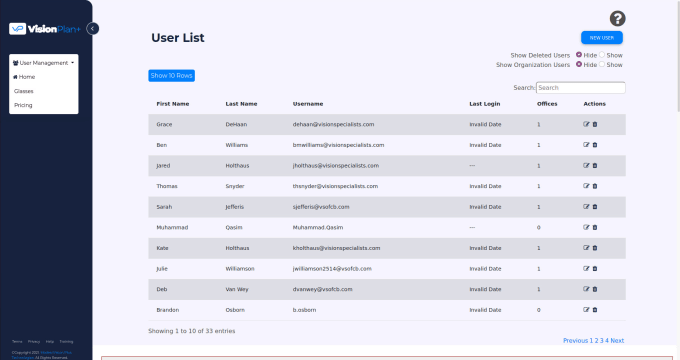 VisionPlan+
User Management
Home
Glasses
Pricing
Terms Privacy Help Training
?
User List
NEW USER
Show Deleted Users Hide Show
Show Organization Users Hide Show
Show 10 Rows
Search: Search
First Name Last Name Username Last Login Offices Actions
Grace DeHaan dehaan@visionspecialists.com Invalid Date 1
Ben Williams bmwilliams@visionspecialists.com Invalid Date 1
Jared Holthaus jholthaus@visionspecialists.com --- 1
Thomas Snyder thsnyder@visionspecialists.com Invalid Date 1
Sarah Jefferis sjefferis@vsofcb.com Invalid Date 1
Muhammad Qasim Muhammad.Qasim --- 0
Kate Holthaus kholthaus@visionspecialists.com Invalid Date 1
Julie Williamson jwilliamson2514@vsofcb.com Invalid Date 1
Deb Van Wey dvanwey@vsofcb.com Invalid Date 1
Brandon Osborn b.osborn Invalid Date 0
Showing 1 to 10 of 33 entries
Previous 1 2 3 4 Next